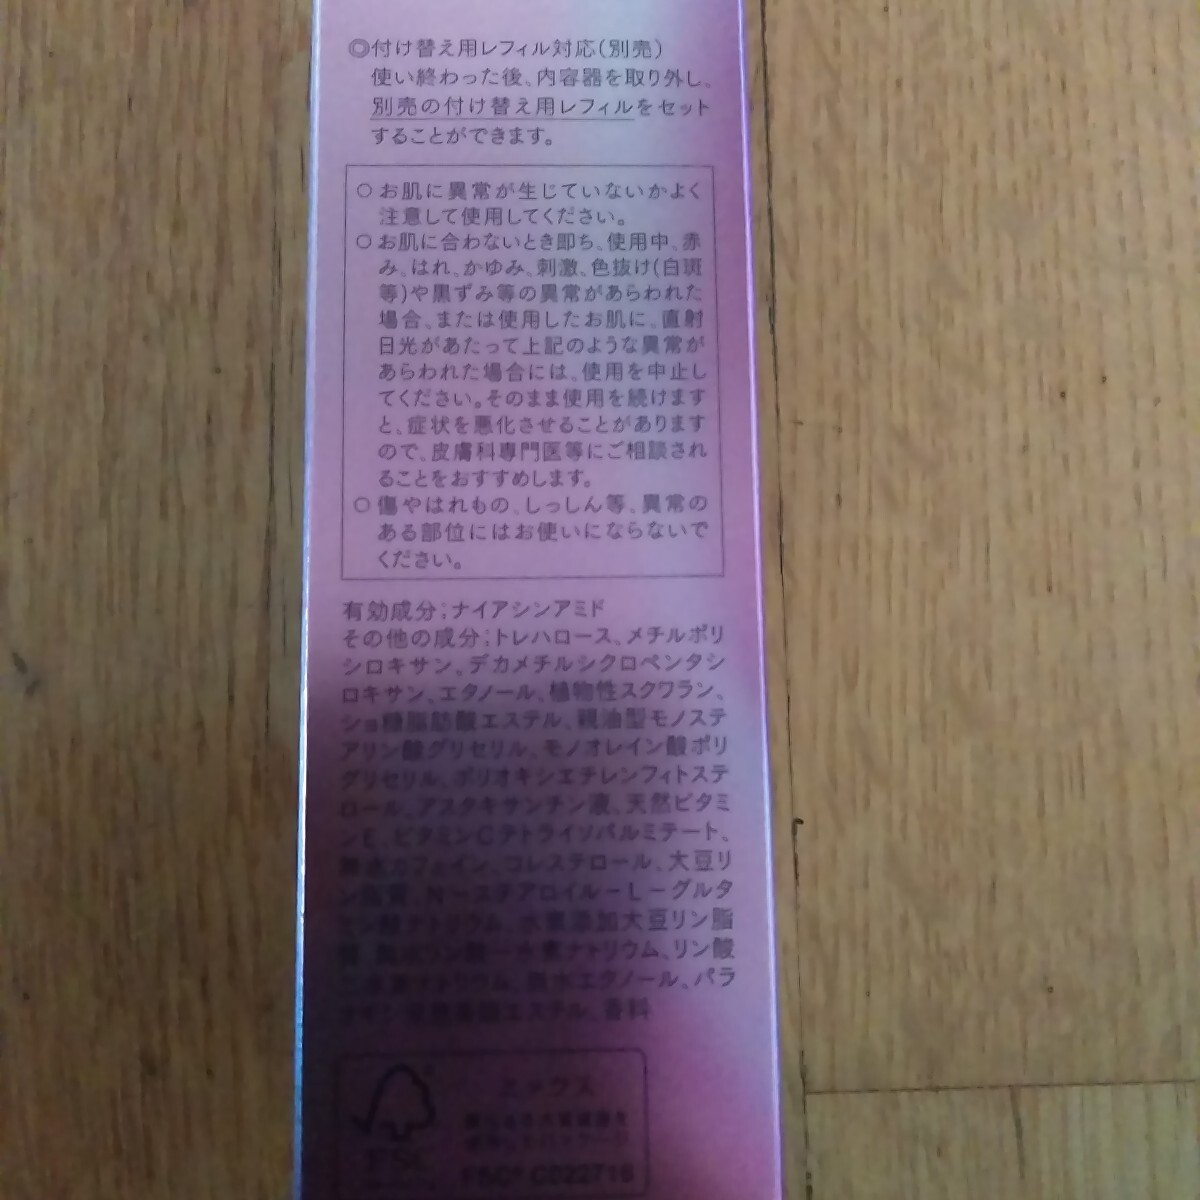 ◎付け替え用レフィル対応(別売)
使い終わった後、内容器を取り外し、
別売の付け替え用レフィルをセット
することができます。
○お肌に異常が生じていないかよく
注意して使用してください。
○お肌に合わないとき即ち、使用中、赤
み、はれ、かゆみ、刺激、色抜け(白斑
等)や黒ずみ等の異常があらわれた
場合、または使用したお肌に、直射
日光があたって上記のような異常が
あらわれた場合には、使用を中止し
てください。そのまま使用を続けます
と、症状を悪化させることがあります
ので、皮膚科専門医等にご相談され
ることをおすすめします。
○傷やはれもの、しっしん等、異常の
ある部位にはお使いにならないで
ください。
有効成分;ナイアシンアミド
その他の成分;トレハロース、メチルポリ
シロキサン、デカメチルシクロペンタシ
ロキサン、エタノール、植物性スクワラン、
ショ糖脂肪酸エステル、親油型モノステ
アリン酸グリセリル、モノオレイン酸ポリ
グリセリル、ポリオキシエチレンフィトステ
ロール、アスタキサンチン液、天然ビタミ
ンE、ビタミンCテトライソパルミテート、
無水カフェイン、コレステロール、大豆リ
ン脂質、N-ステアロイル-L-グルタ
ミン酸ナトリウム、水素添加大豆リン脂
質、 一水素ナトリウム、リン酸
ナトリウム、無水エタノール、パラ
エステル、香料
ミックス
FSC
FSC® C022716